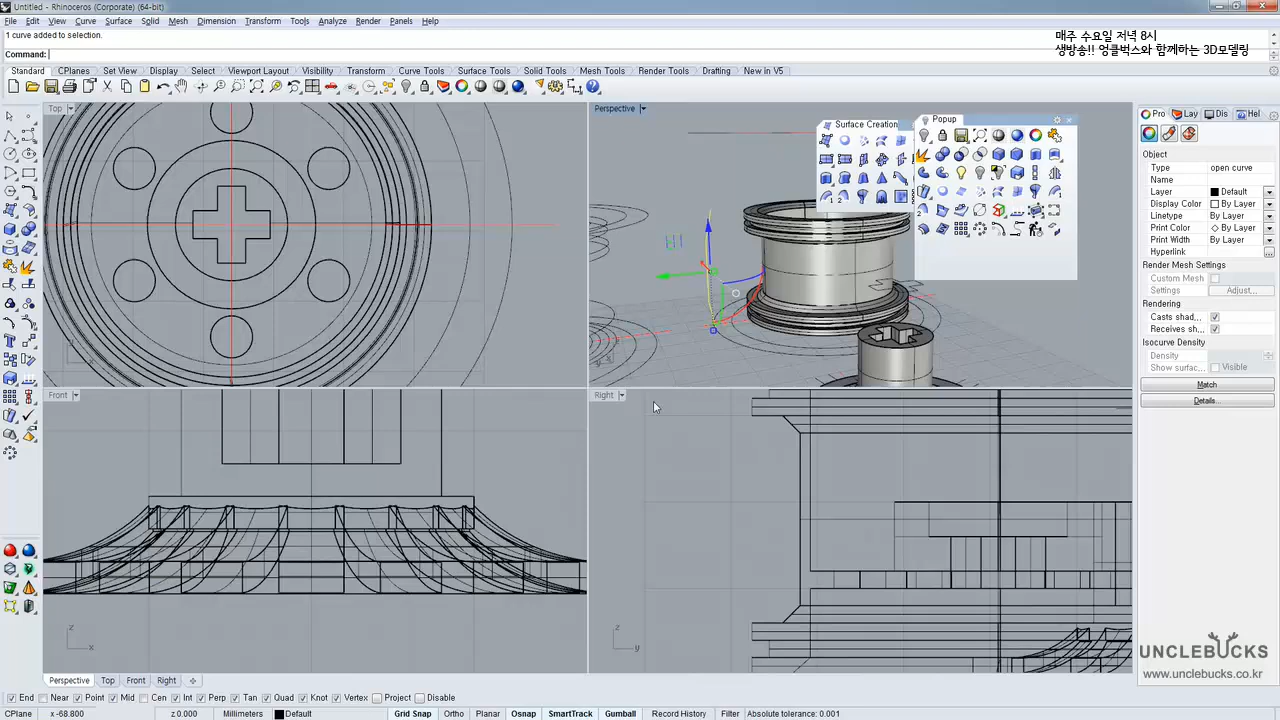 Untitled - Rhinoceros (Corporate) (64-bit)
File Edit View Curve Surface Solid Mesh Dimension Transform Tools Analyze Render Panels Help
1 curve added to selection.
매주 수요일 저녁 8시
Command:
생방송!! 엉클벅스와 함께하는 3D모델링
Standard CPlanes Set View Display Select Viewport Layout Visibility Transform Curve Tools Surface Tools Solid Tools Mesh Tools Render Tools Drafting New in V5
Top
Perspective
Surface Creation
Popup
Pro Lay Dis Hel
Object
Type open curve
Name
Layer Default
Display Color By Layer
Linetype By Layer
Print Color By Layer
Print Width By Layer
Hyperlink
Render Mesh Settings
Custom Mesh
Settings Adjust...
Rendering
Casts shad...
Receives sh...
Isocurve Density
Density
Show surfac... Visible
Match
Details...
Front
Right
z
x
z
y
UNCLEBUCKS
www.unclebucks.co.kr
Perspective Top Front Right
End Near Point Mid Cen Int Perp Tan Quad Knot Vertex Project Disable
CPlane x -68.800 z 0.000 Millimeters Default Grid Snap Ortho Planar Osnap SmartTrack Gumball Record History Filter Absolute tolerance: 0.001